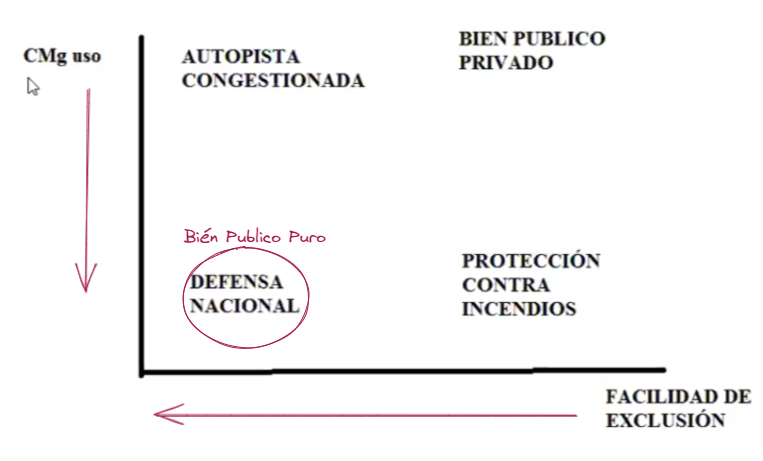 CMg uso
AUTOPISTA
CONGESTIONADA
BIEN PUBLICO
PRIVADO
Bién Publico Puro
DEFENSA
NACIONAL
PROTECCIÓN
CONTRA
INCENDIOS
FACILIDAD DE
EXCLUSIÓN